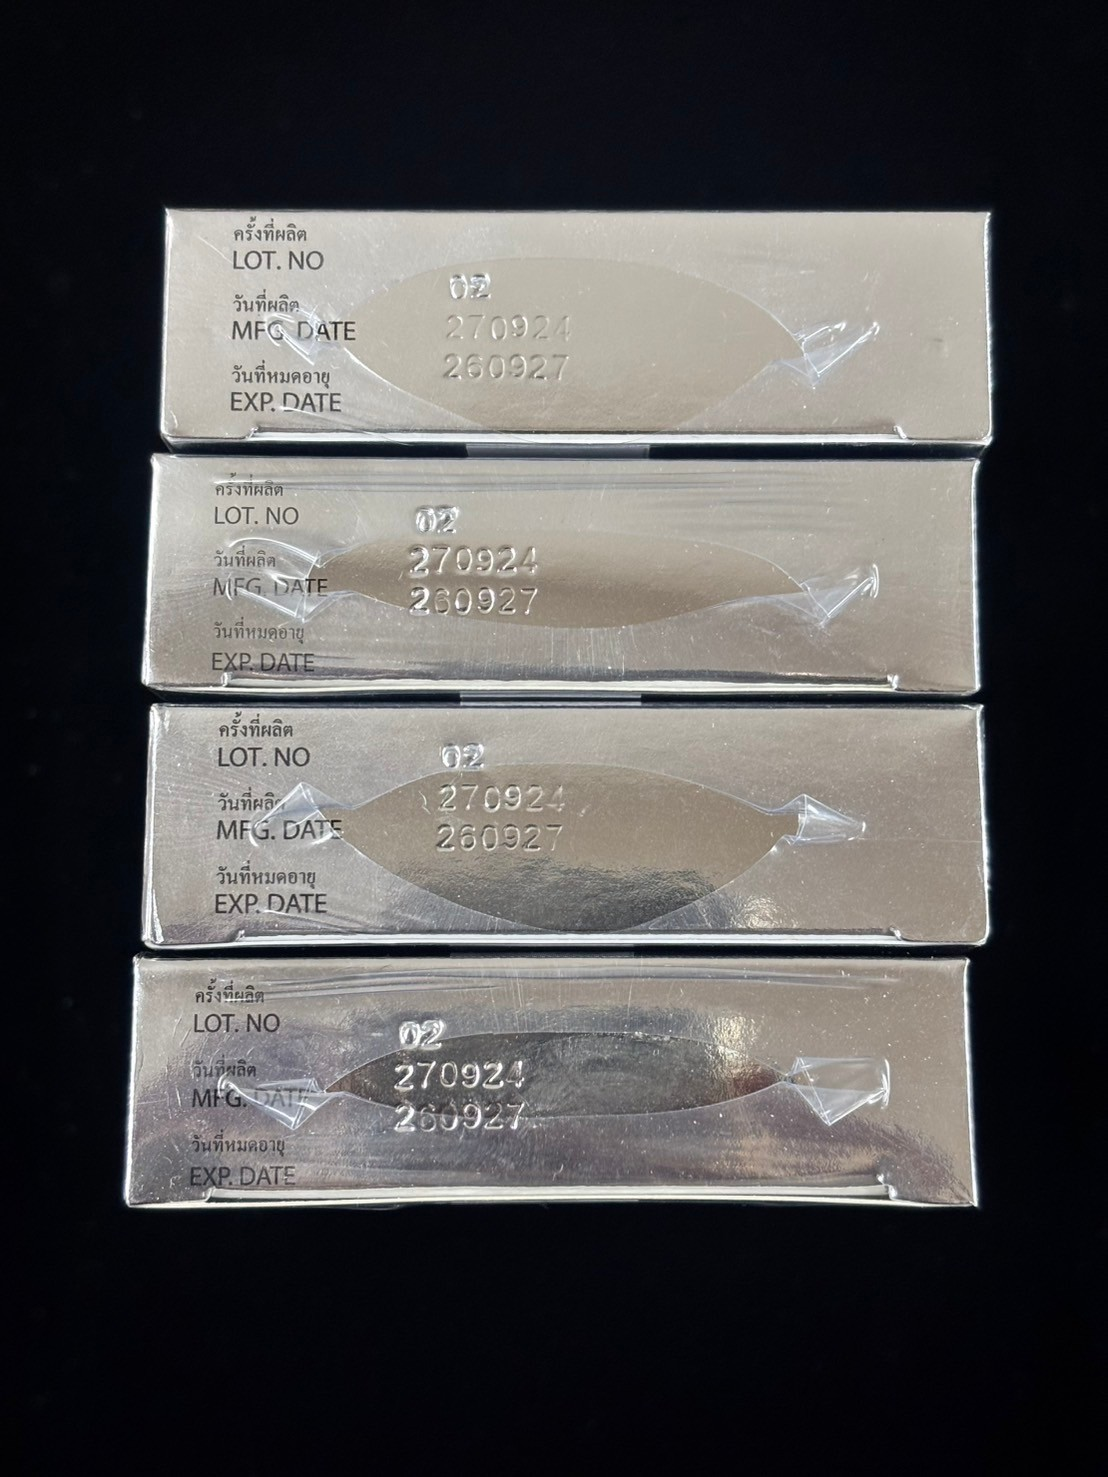 ครั้งที่ผลิต
LOT. NO
02
วันที่ผลิต
MFG. DATE
270924
วันที่หมดอายุ
EXP. DATE
260927
ครั้งที่ผลิต
LOT. NO
02
วันที่ผลิต
MFG. DATE
270924
วันที่หมดอายุ
EXP. DATE
260927
ครั้งที่ผลิต
LOT. NO
02
วันที่ผลิต
MFG. DATE
270924
วันที่หมดอายุ
EXP. DATE
260927
ครั้งที่ผลิต
LOT. NO
02
วันที่ผลิต
MFG. DATE
270924
วันที่หมดอายุ
EXP. DATE
260927